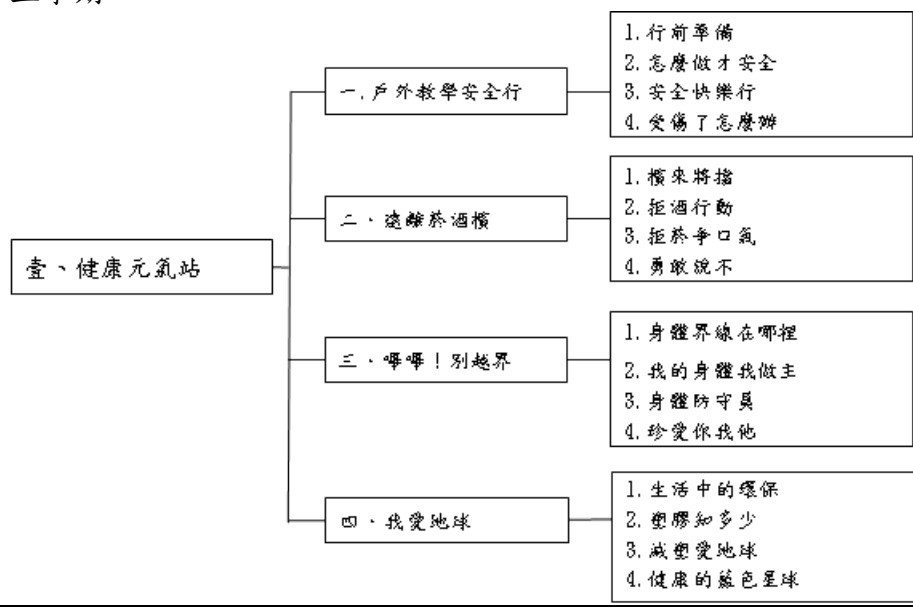 壹、健康元氣站
一.戶外教學安全行
1.行前準備
2.怎麼做才安全
3.安全快樂行
4.受傷了怎麼辦
二、遠離菸酒檳
1.檳來將擋
2.拒酒行動
3.拒菸爭口氣
4.勇敢說不
三、嗶嗶！別越界
1.身體界線在哪裡
2.我的身體我做主
3.身體防守員
4.珍愛你我他
四、我愛地球
1.生活中的環保
2.塑膠知多少
3.減塑愛地球
4.健康的藍色星球